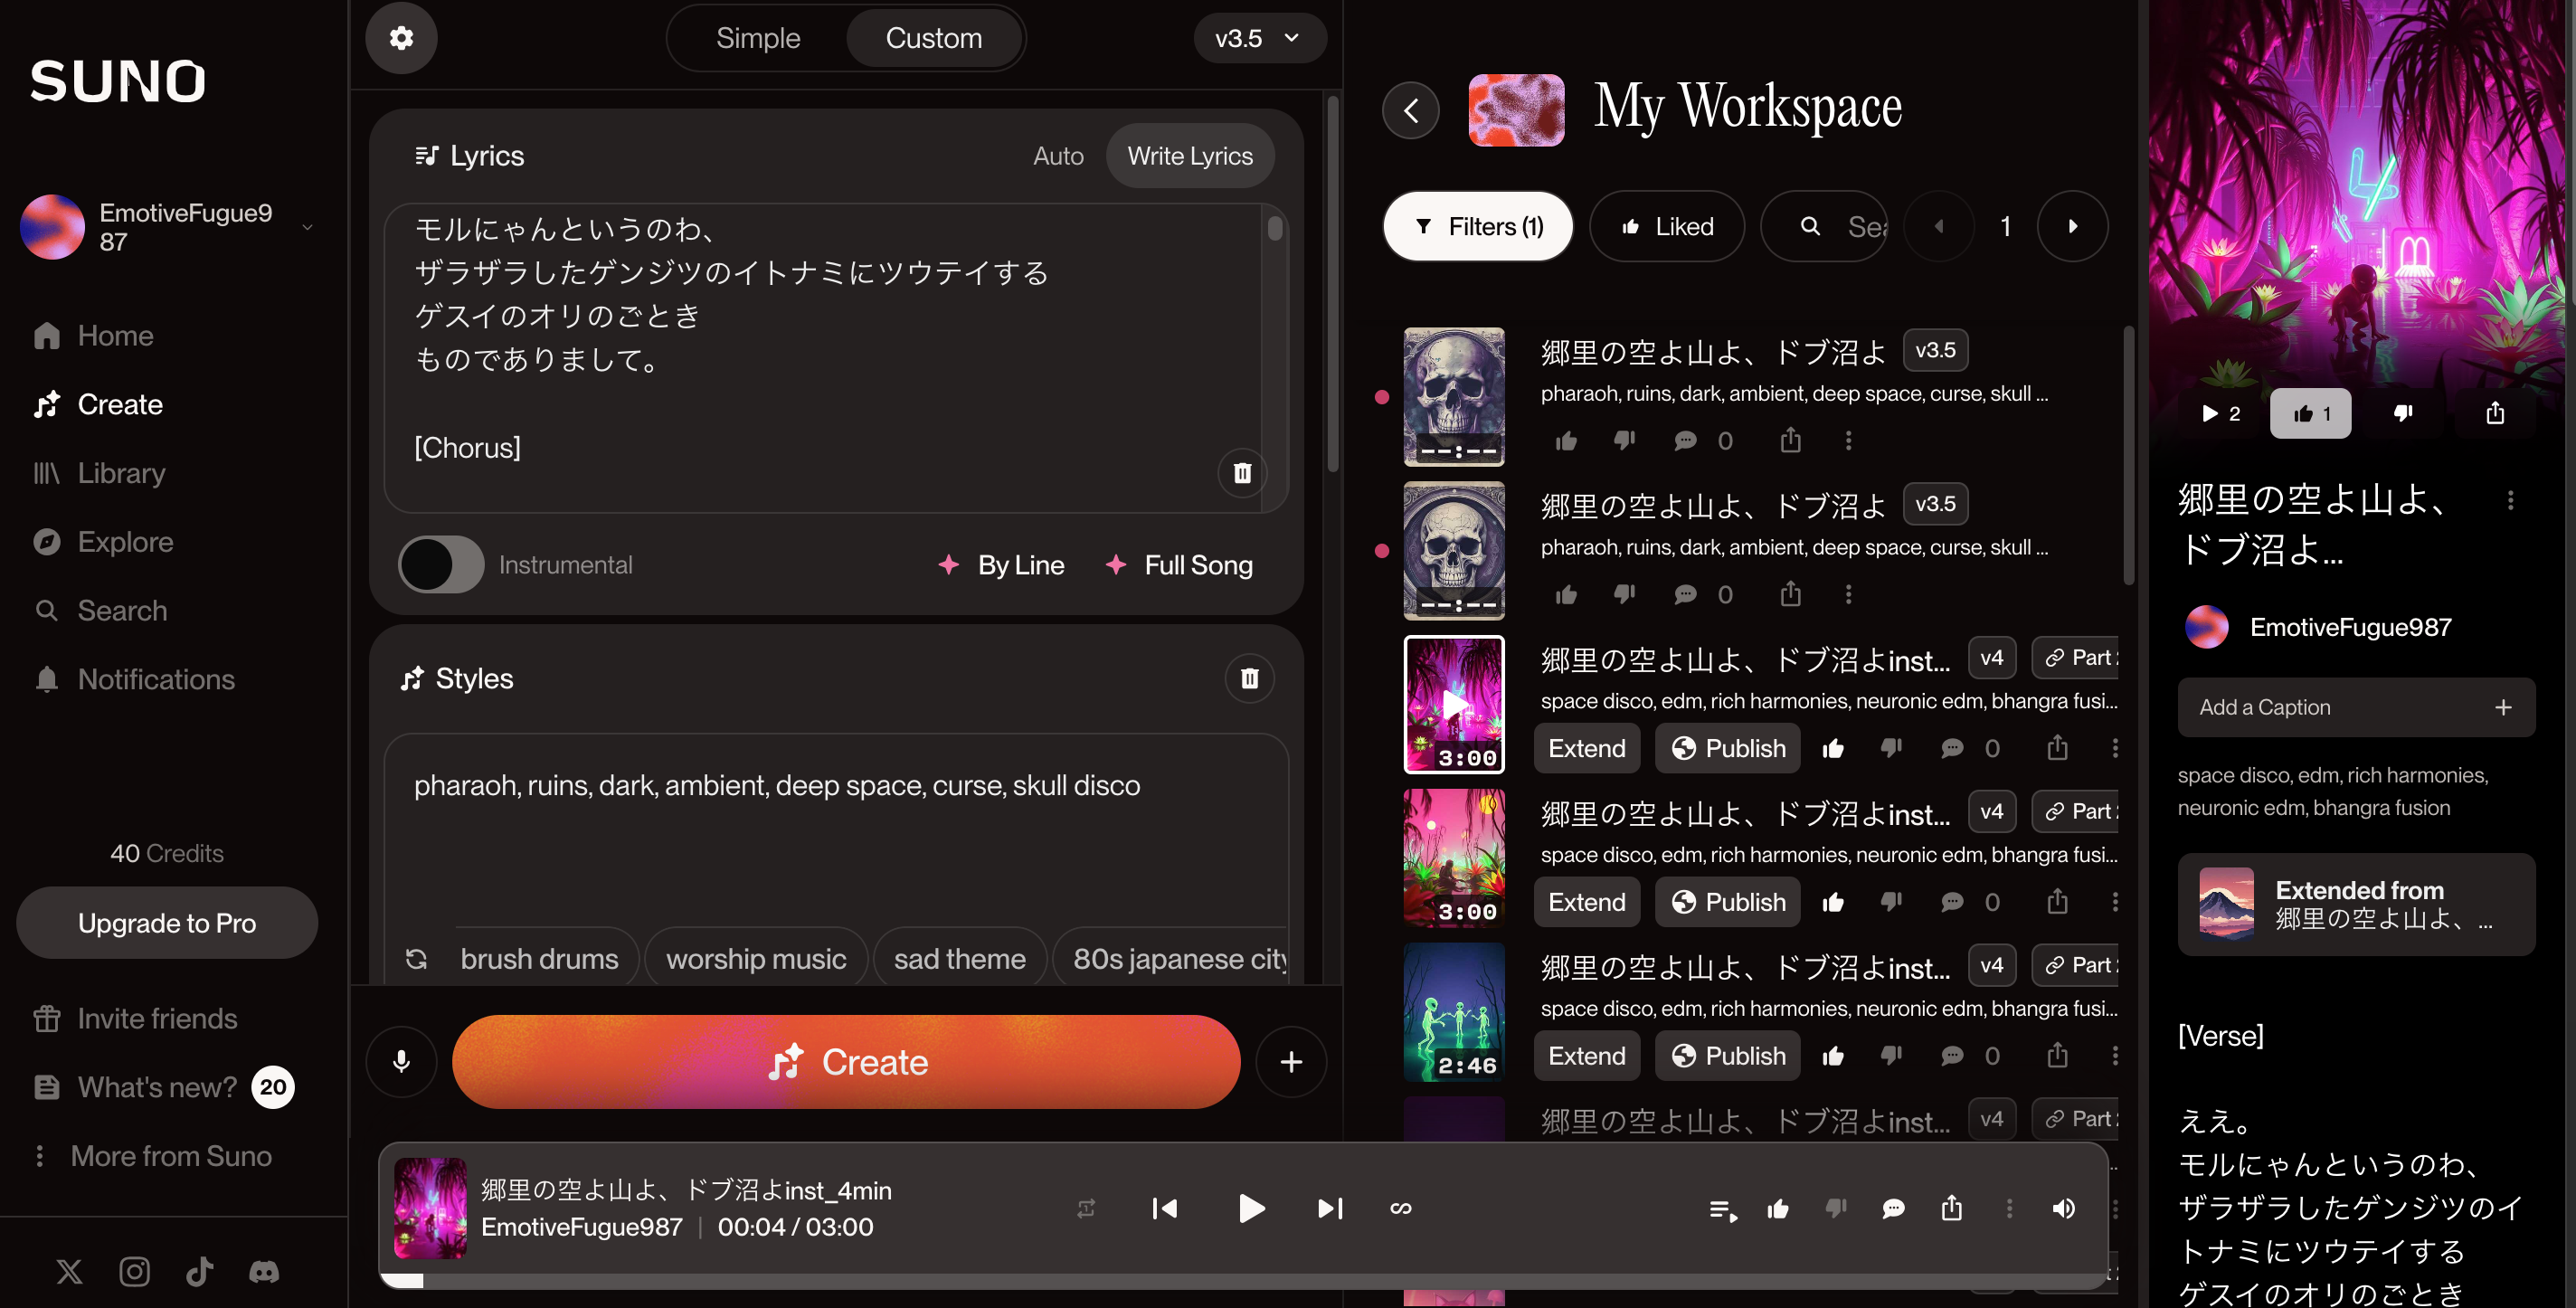 SUNO
EmotiveFugue9
87
Home
Create
Library
Explore
Search
Notifications
40 Credits
Upgrade to Pro
Invite friends
What's new? 20
More from Suno
Simple
Custom
v3.5
Lyrics
Auto
Write Lyrics
モルにゃんというのわ、
ザラザラしたゲンジツのイトナミにツウテイする
ゲスイのオリのごとき
ものでありまして。
[Chorus]
Instrumental
By Line
Full Song
Styles
pharaoh, ruins, dark, ambient, deep space, curse, skull disco
brush drums
worship music
sad theme
80s japanese city
Create
My Workspace
Filters (1)
Liked
Sea
1
郷里の空よ山よ、ドブ沼よ v3.5
pharaoh, ruins, dark, ambient, deep space, curse, skull ...
--:--
0
郷里の空よ山よ、ドブ沼よ v3.5
pharaoh, ruins, dark, ambient, deep space, curse, skull ...
--:--
0
郷里の空よ山よ、ドブ沼よinst... v4 Part
space disco, edm, rich harmonies, neuronic edm, bhangra fusi...
3:00
Extend Publish 0
郷里の空よ山よ、ドブ沼よinst... v4 Part
space disco, edm, rich harmonies, neuronic edm, bhangra fusi...
3:00
Extend Publish 0
郷里の空よ山よ、ドブ沼よinst... v4 Part
space disco, edm, rich harmonies, neuronic edm, bhangra fusi...
2:46
Extend Publish 0
郷里の空よ山よ、ドブ沼よinst... v4 Part
郷里の空よ山よ、ドブ沼よinst_4min
EmotiveFugue987 | 00:04 / 03:00
2
1
郷里の空よ山よ、
ドブ沼よ...
EmotiveFugue987
Add a Caption
space disco, edm, rich harmonies,
neuronic edm, bhangra fusion
Extended from
郷里の空よ山よ、...
[Verse]
ええ。
モルにゃんというのわ、
ザラザラしたゲンジツのイ
トナミにツウテイする
ゲスイのオリのごとき